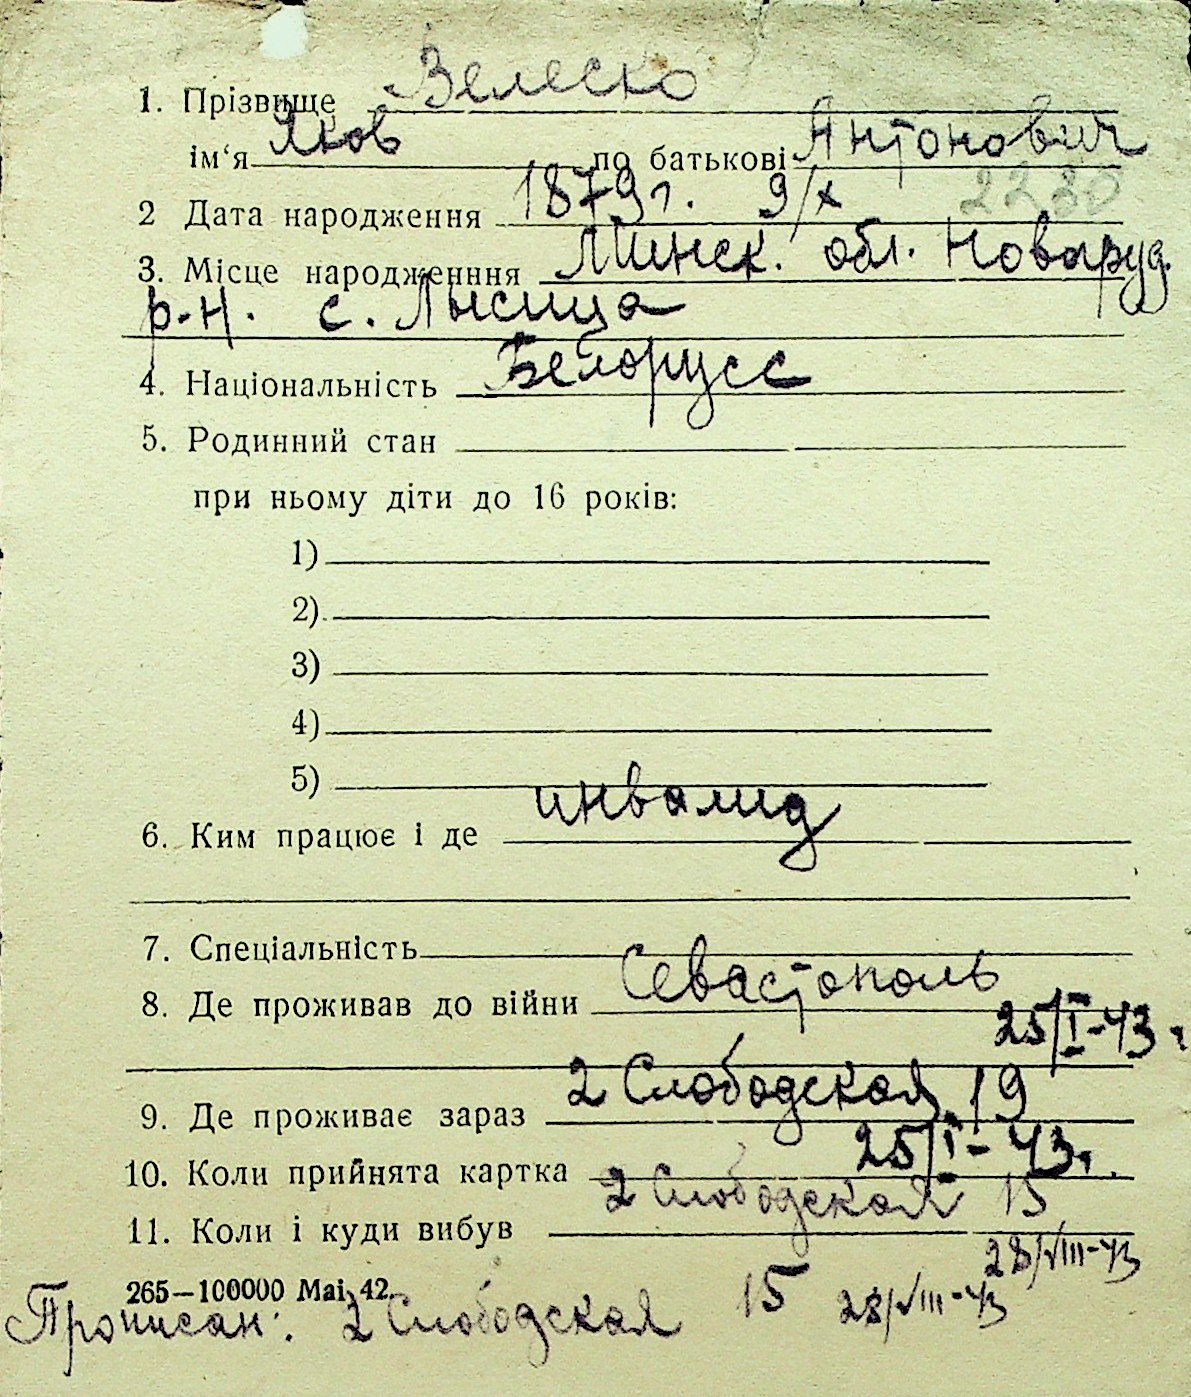 1. Прізвище Зелеско
ім‘я Яков по батькові Антонович
2230
2 Дата народження 1879г. 9/X
3. Місце народженння Минск. обл. Новаруд.
р-н. с. Лысица
4. Національність Белорусс
5. Родинний стан
при ньому діти до 16 років:
1)
2)
3)
4)
5)
6. Ким працює і де инвалид
7. Спеціальність
8. Де проживав до війни Севастополь
25/I-43г.
9. Де проживає зараз 2 Слободская 19
10. Коли прийнята картка 25/I-43г.
11. Коли і куди вибув 2 Слободская 15
28/VIII-43
265—100000 Mai 42
Прописан: 2 Слободская 15 28/VIII-43